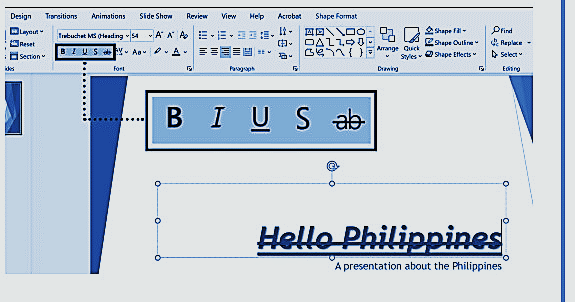 Design Transitions Animations Slide Show Review View Help Acrobat Shape Format
Layout Trebuchet MS (Heading 54 A A Shape Fill Find
Reset Shape Outline Replace
Section B I U S ab AV Aa A Arrange Quick Styles Shape Effects Select
Font Paragraph Drawing Editing
B I U S ab
Hello Philippines
A presentation about the Philippines